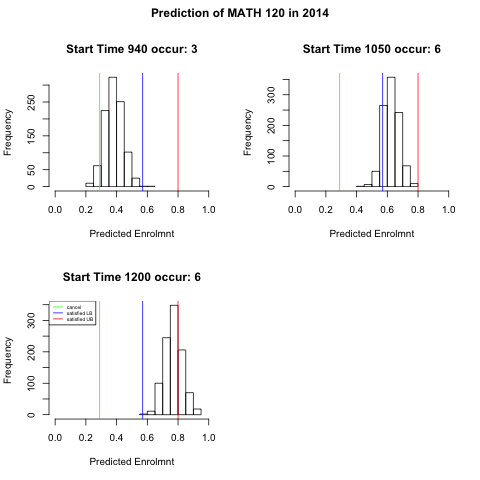 Prediction of MATH 120 in 2014
Start Time 940 occur: 3
Frequency
0 50 150 250
0.0 0.2 0.4 0.6 0.8 1.0
Predicted Enrolmnt
Start Time 1050 occur: 6
Frequency
0 100 200 300
0.0 0.2 0.4 0.6 0.8 1.0
Predicted Enrolmnt
Start Time 1200 occur: 6
cancel
satisfied LB
satisfied UB
Frequency
0 100 200 300
0.0 0.2 0.4 0.6 0.8 1.0
Predicted Enrolmnt